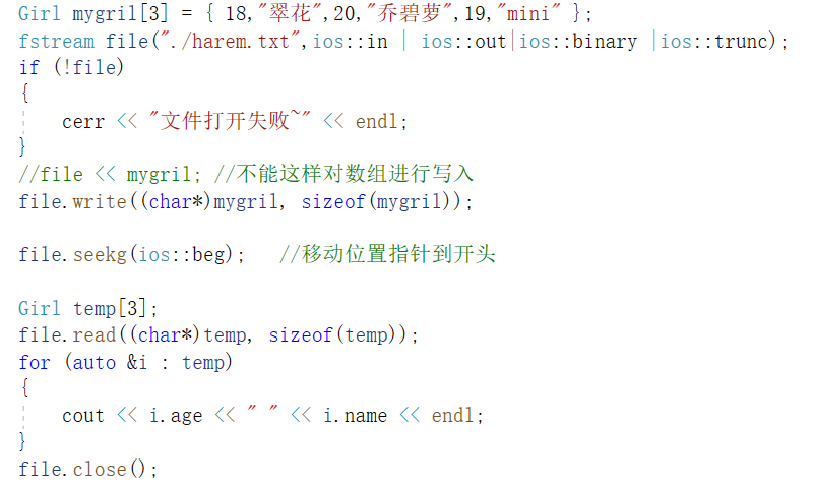 Girl mygril[3] = { 18,"翠花",20,"乔碧萝",19,"mini" };
fstream file("./harem.txt",ios::in | ios::out|ios::binary |ios::trunc);
if (!file)
{
    cerr << "文件打开失败~" << endl;
}
//file << mygril; //不能这样对数组进行写入
file.write((char*)mygril, sizeof(mygril));
file.seekg(ios::beg);   //移动位置指针到开头
Girl temp[3];
file.read((char*)temp, sizeof(temp));
for (auto &i : temp)
{
    cout << i.age << " " << i.name << endl;
}
file.close();